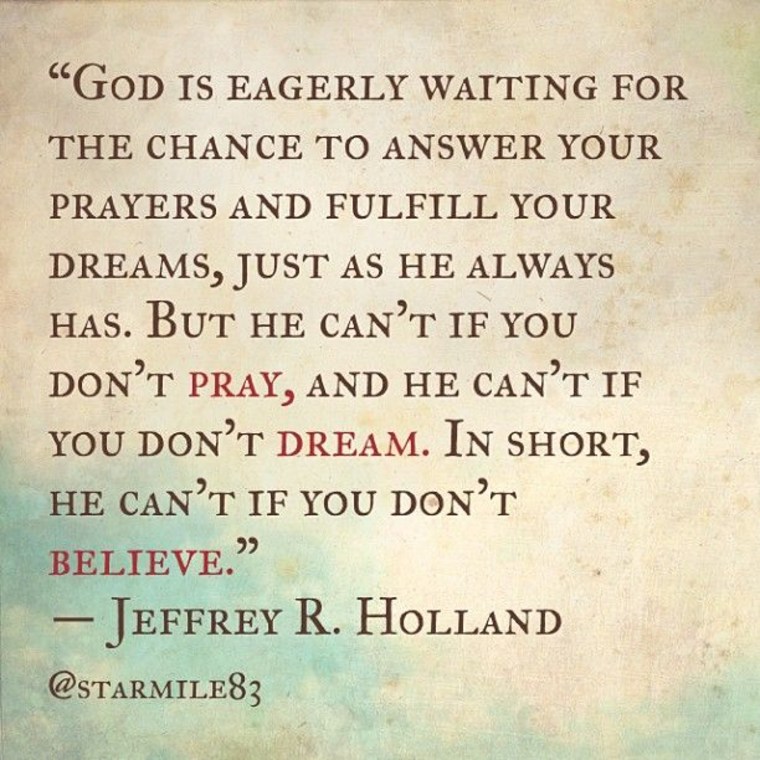 “God is eagerly waiting for
the chance to answer your
prayers and fulfill your
dreams, just as he always
has. But he can’t if you
don’t pray, and he can’t if
you don’t dream. In short,
he can’t if you don’t
believe.”
— Jeffrey R. Holland
@starmile83